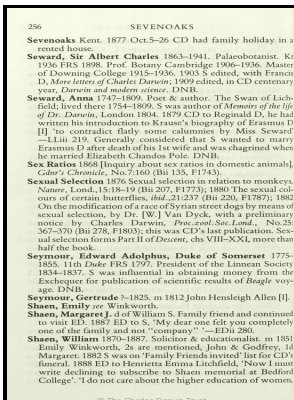 256 SEVENOAKS
Sevenoaks Kent. 1877 Oct.5–26 CD had family holiday in a
rented house.
Seward, Sir Albert Charles 1863–1941. Palaeobotanist. Kt
1936 FRS 1898. Prof. Botany Cambridge 1906–1936. Master
of Downing College 1915–1936. 1903 S edited, with Francis
D, More letters of Charles Darwin; 1909 edited, in CD centenary
year, Darwin and modern science. DNB.
Seward, Anna 1747–1809. Poet & author. The Swan of Lich-
field; lived there 1754–1809. S was author of Memoirs of the life
of Dr. Darwin, London 1804. 1879 CD to Reginald D, he had
written his introduction to Krause's biography of Erasmus D
[I] 'to contradict flatly some calumnies by Miss Seward'
—LLiii 219. Generally considered that S wanted to marry
Erasmus D after death of his 1st wife and was chagrined when
he married Elizabeth Chandos Pole. DNB.
Sex Ratios 1868 [Inquiry about sex ratios in domestic animals],
Gdnr's Chronicle, No.7:160 (Bii 135, F1743).
Sexual Selection 1876 Sexual selection in relation to monkeys,
Nature, Lond.,15:18–19 (Bii 207, F1773); 1880 The sexual col-
ours of certain butterflies, ibid.,21:237 (Bii 220, F1787); 1882
On the modification of a race of Syrian street dogs by means of
sexual selection, by Dr. [W.] Van Dyck, with a preliminary
notice by Charles Darwin, Proc.zool.Soc.Lond., No.25:
367–370 (Bii 278, F1803); this was CD's last publication. Sex-
ual selection forms Part II of Descent, chs VIII–XXI, more than
half the book.
Seymour, Edward Adolphus, Duke of Somerset 1775–
1855. 11th Duke FRS 1797. President of the Linnean Society
1834–1837. S was influential in obtaining money from the
Exchequer for publication of scientific results of Beagle voy-
age. DNB.
Seymour, Gertrude ?–1825. m 1812 John Hensleigh Allen [I].
Shaen, Emily see Winkworth.
Shaen, Margaret J. d of William S. Family friend and continued
to visit ED. 1887 ED to S, 'My dear one felt you completely
one of the family and not "company" '—EDii 280.
Shaen, William 1870–1887. Solicitor & educationalist. m 1851
Emily Winkworth, 2s are mentioned, John & Godfrey, 1d
Margaret. 1882 S was on 'Family Friends invited' list for CD's
funeral. 1888 ED to Henrietta Emma Litchfield, 'Now I must
write declining to subscribe to Shaen memorial at Bedford
College'. 'I do not care about the higher education of women,
© The Charles Darwin Trust